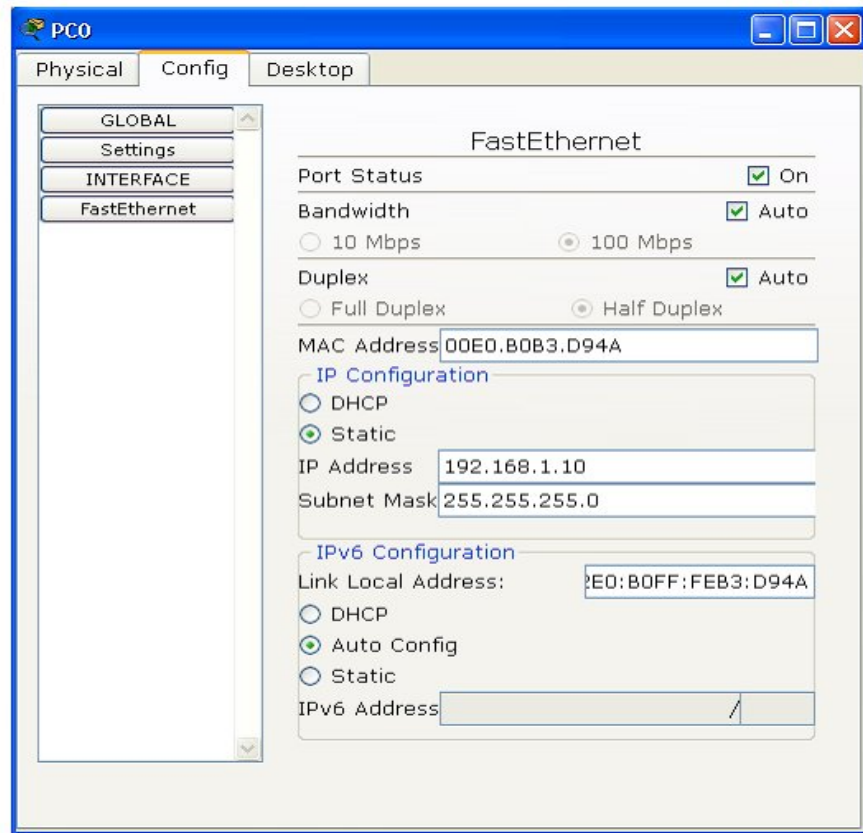 PC0
Physical Config Desktop
GLOBAL
Settings
INTERFACE
FastEthernet
FastEthernet
Port Status On
Bandwidth Auto
10 Mbps 100 Mbps
Duplex Auto
Full Duplex Half Duplex
MAC Address 00E0.B0B3.D94A
IP Configuration
DHCP
Static
IP Address 192.168.1.10
Subnet Mask 255.255.255.0
IPv6 Configuration
Link Local Address: 2E0:B0FF:FEB3:D94A
DHCP
Auto Config
Static
IPv6 Address /